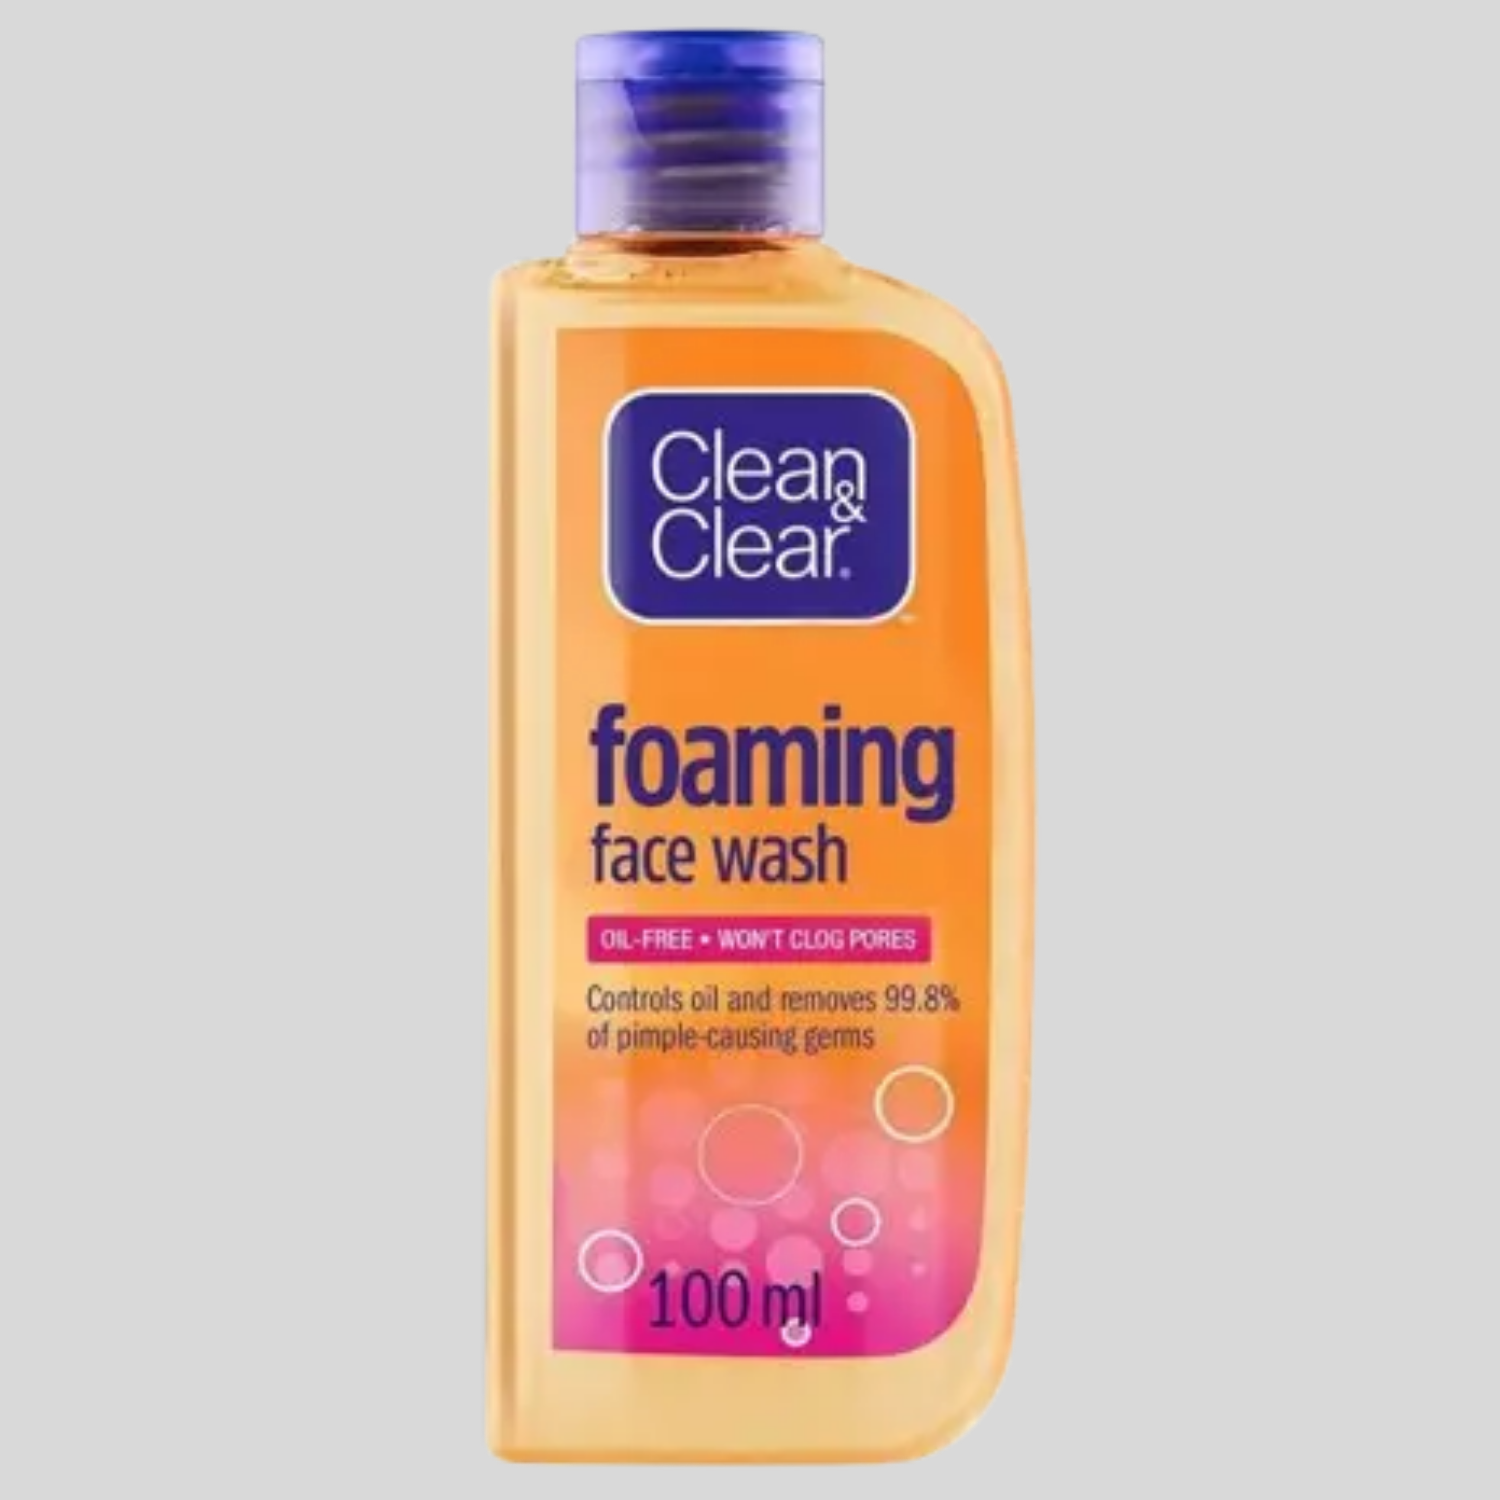 Clean
&
Clear®
foaming
face wash
OIL-FREE • WON'T CLOG PORES
Controls oil and removes 99.8%
of pimple-causing germs
100 ml